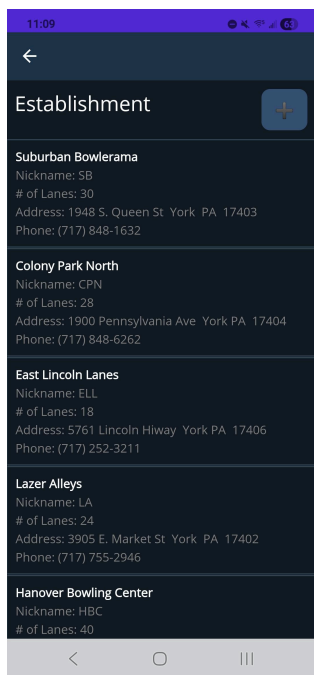 11:09
63
Establishment
Suburban Bowlerama
Nickname: SB
# of Lanes: 30
Address: 1948 S. Queen St  York  PA  17403
Phone: (717) 848-1632
Colony Park North
Nickname: CPN
# of Lanes: 28
Address: 1900 Pennsylvania Ave  York PA  17404
Phone: (717) 848-6262
East Lincoln Lanes
Nickname: ELL
# of Lanes: 18
Address: 5761 Lincoln Hiway  York PA  17406
Phone: (717) 252-3211
Lazer Alleys
Nickname: LA
# of Lanes: 24
Address: 3905 E. Market St  York  PA  17402
Phone: (717) 755-2946
Hanover Bowling Center
Nickname: HBC
# of Lanes: 40